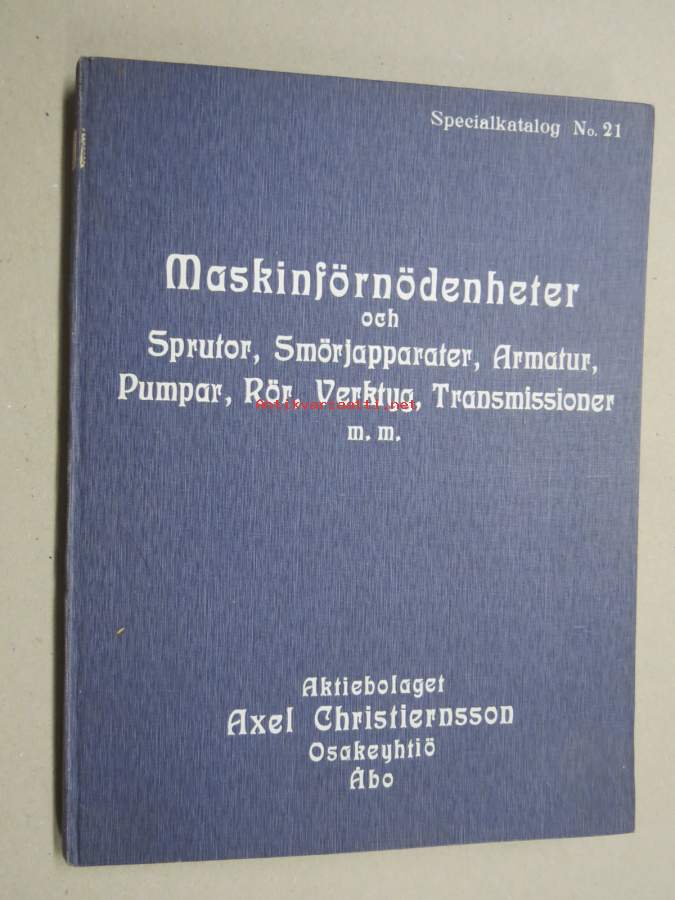 Specialkatalog No. 21
Maskinförnödenheter
och
Sprutor, Smörjapparater, Armatur,
Pumpar, Rör, Verktyg, Transmissioner
Antikvariaatti.net
m. m.
Aktiebolaget
Axel Christiernsson
Osakeyhtiö
Åbo